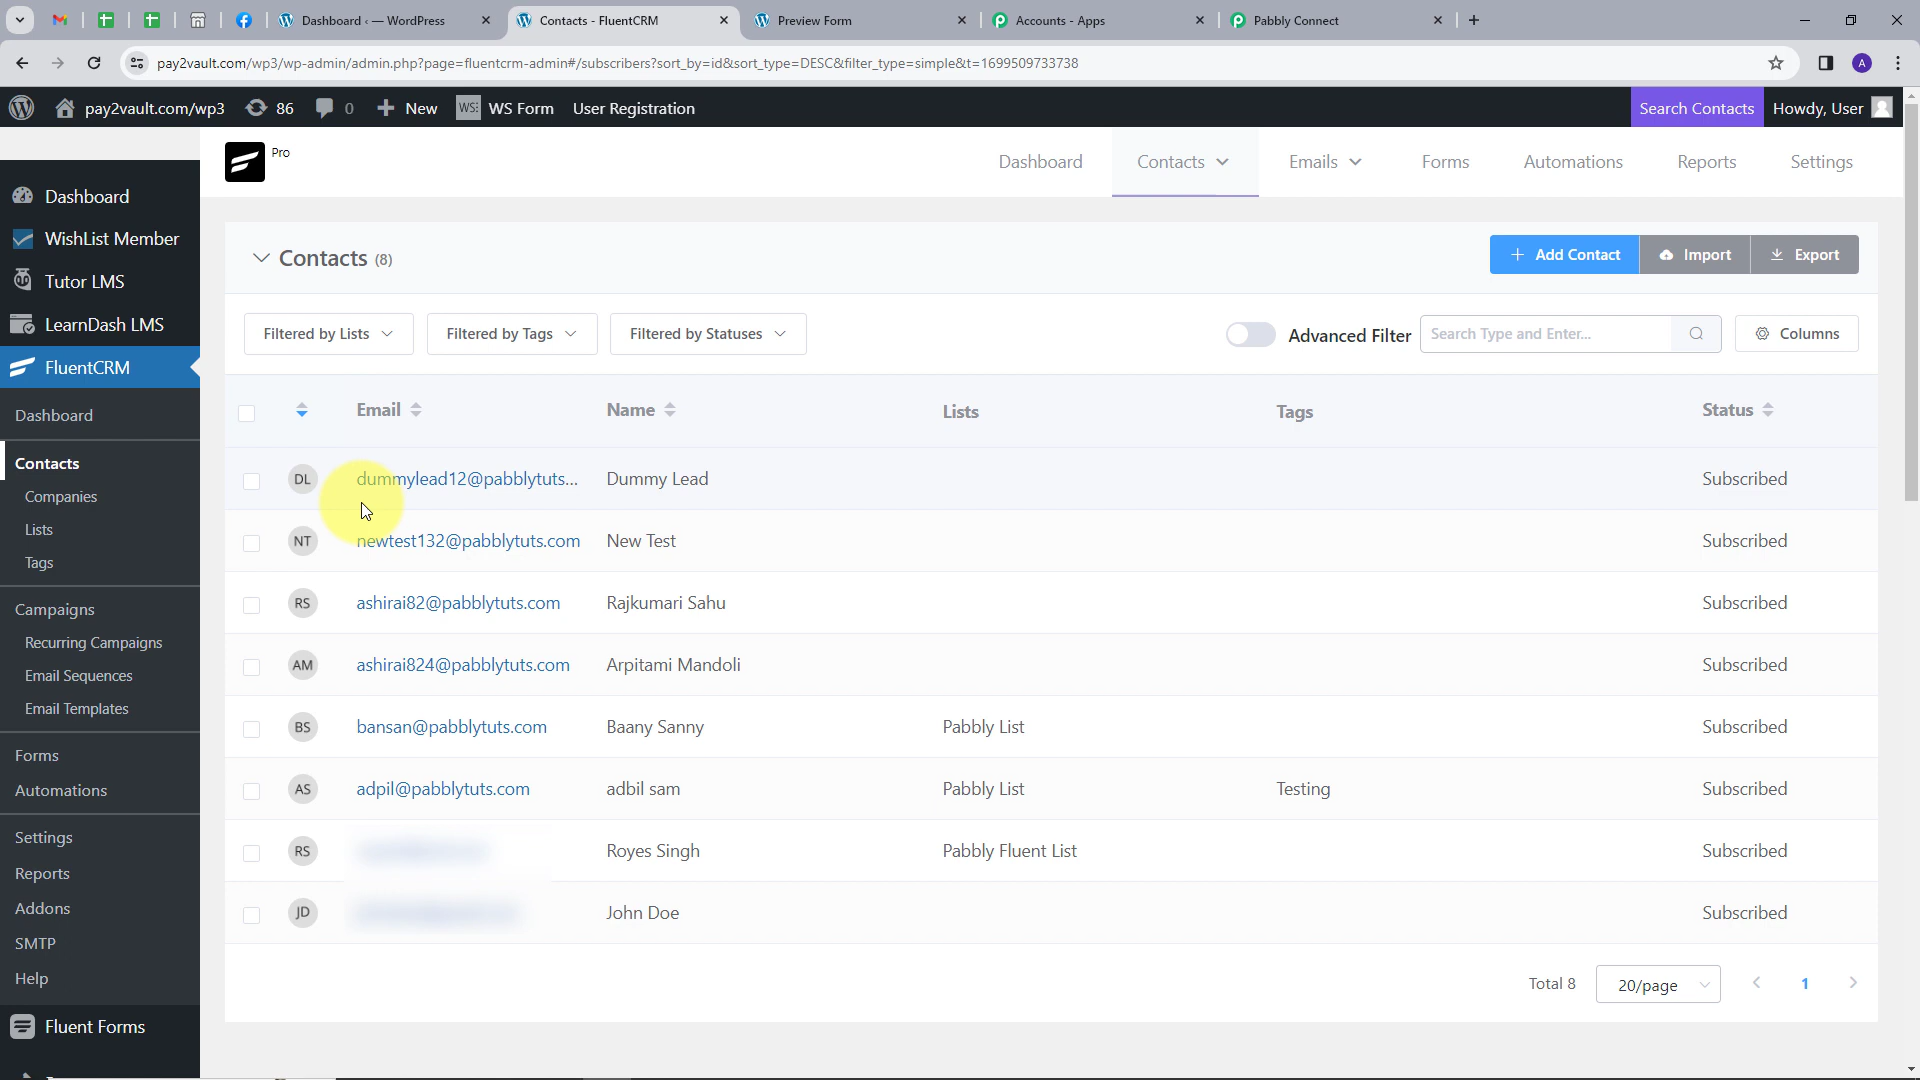 Dashboard ‹ — WordPress
Contacts - FluentCRM
Preview Form
Accounts - Apps
Pabbly Connect
pay2vault.com/wp3/wp-admin/admin.php?page=fluentcrm-admin#/subscribers?sort_by=id&sort_type=DESC&filter_type=simple&t=1699509733738
A
pay2vault.com/wp3 86 0 New WS Form User Registration
Search Contacts Howdy, User
Pro
Dashboard Contacts Emails Forms Automations Reports Settings
Dashboard
WishList Member
Tutor LMS
LearnDash LMS
FluentCRM
Dashboard
Contacts
Companies
Lists
Tags
Campaigns
Recurring Campaigns
Email Sequences
Email Templates
Forms
Automations
Settings
Reports
Addons
SMTP
Help
Fluent Forms
Contacts (8)
Add Contact Import Export
Filtered by Lists Filtered by Tags Filtered by Statuses Advanced Filter Search Type and Enter... Columns
Email Name Lists Tags Status
DL dummylead12@pabblytuts... Dummy Lead Subscribed
NT newtest132@pabblytuts.com New Test Subscribed
RS ashirai82@pabblytuts.com Rajkumari Sahu Subscribed
AM ashirai824@pabblytuts.com Arpitami Mandoli Subscribed
BS bansan@pabblytuts.com Baany Sanny Pabbly List Subscribed
AS adpil@pabblytuts.com adbil sam Pabbly List Testing Subscribed
RS Royes Singh Pabbly Fluent List Subscribed
JD John Doe Subscribed
Total 8 20/page 1